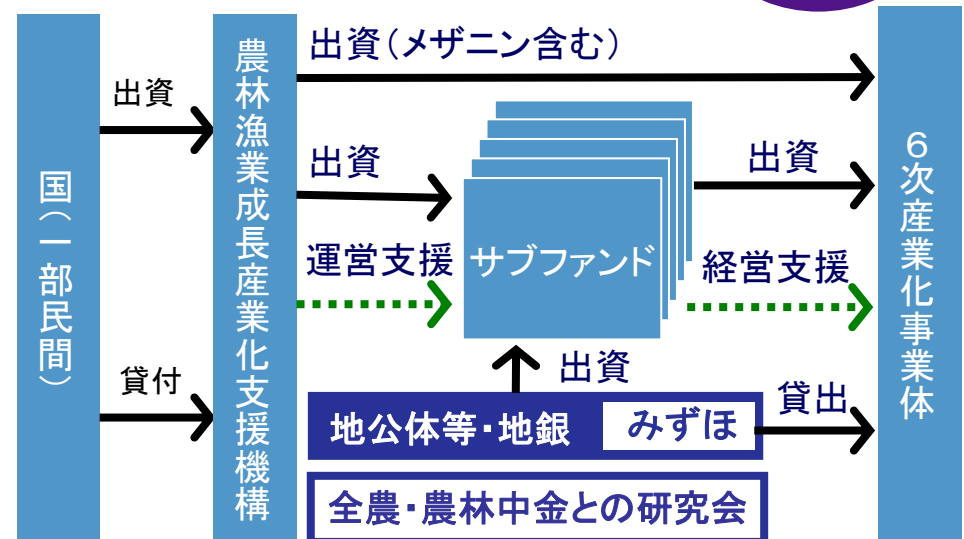 国(一部民間)
出資
貸付
農林漁業成長産業化支援機構
出資(メザニン含む)
出資
運営支援
サブファンド
出資
経営支援
出資
地公体等・地銀
みずほ
貸出
全農・農林中金との研究会
6次産業化事業体